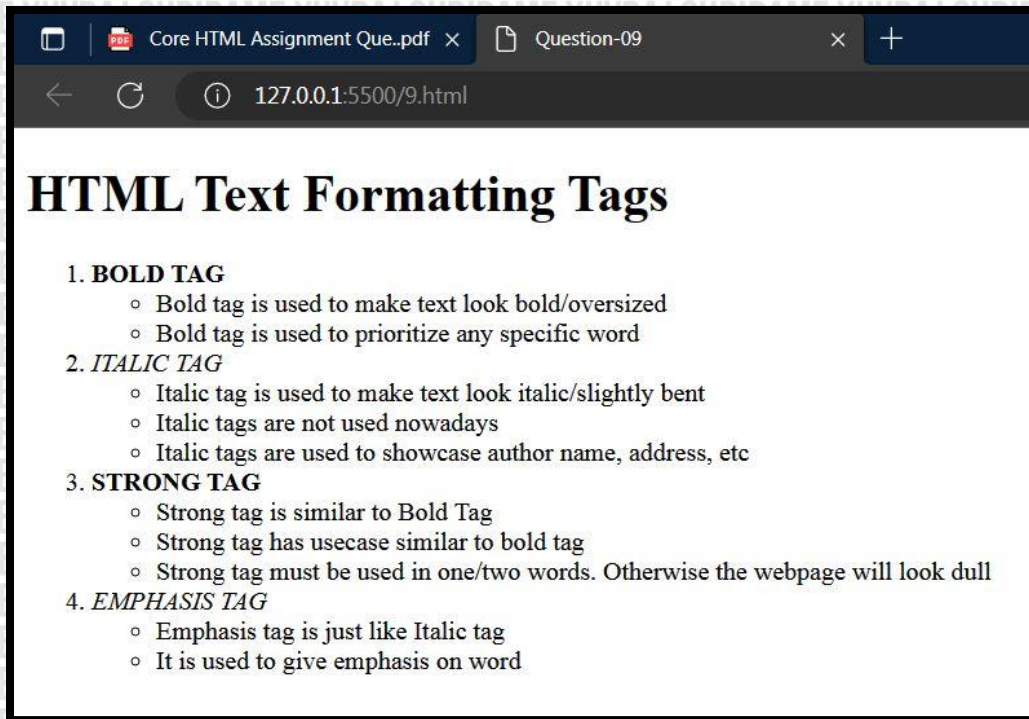 Core HTML Assignment Que..pdf
Question-09
127.0.0.1:5500/9.html
HTML Text Formatting Tags
1. BOLD TAG
Bold tag is used to make text look bold/oversized
Bold tag is used to prioritize any specific word
2. ITALIC TAG
Italic tag is used to make text look italic/slightly bent
Italic tags are not used nowadays
Italic tags are used to showcase author name, address, etc
3. STRONG TAG
Strong tag is similar to Bold Tag
Strong tag has usecase similar to bold tag
Strong tag must be used in one/two words. Otherwise the webpage will look dull
4. EMPHASIS TAG
Emphasis tag is just like Italic tag
It is used to give emphasis on word